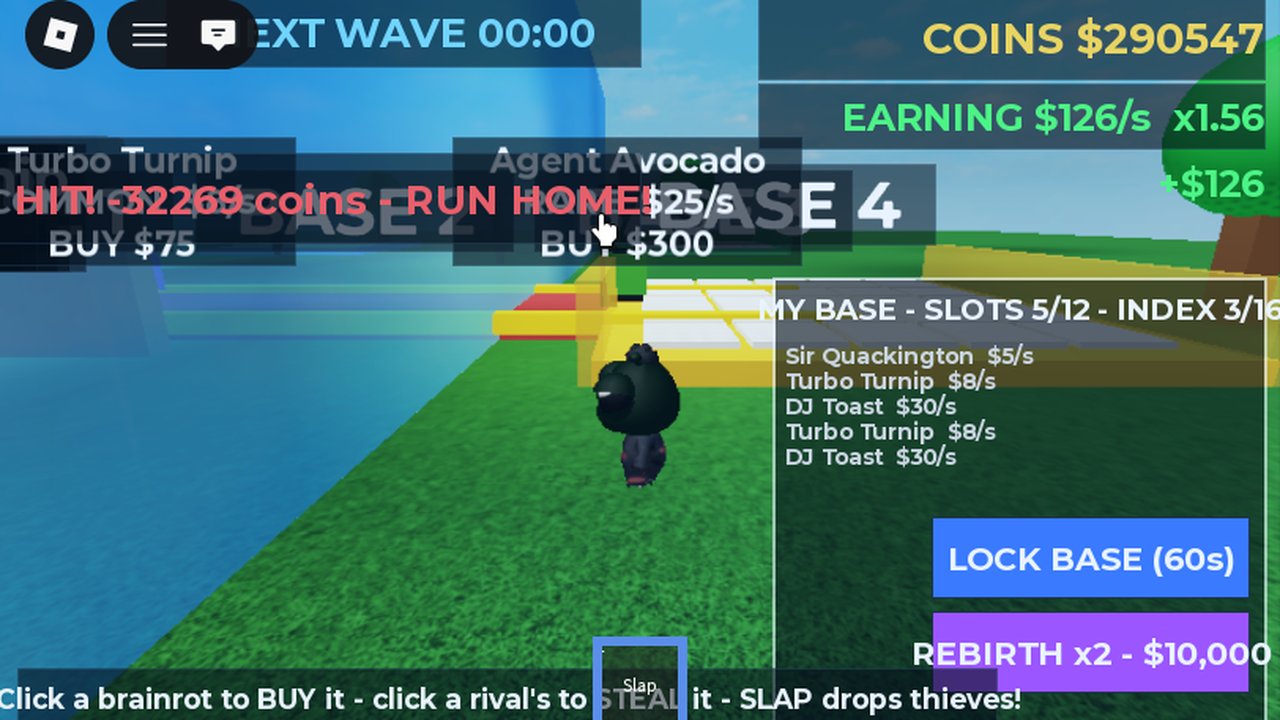 EXT WAVE 00:00
COINS $290547
EARNING $126/s x1.56
+$126
Turbo Turnip
BUY $75
Agent Avocado
$25/s
BUY $300
HIT! -32269 coins - RUN HOME!
BASE 2
BASE 4
MY BASE - SLOTS 5/12 - INDEX 3/16
Sir Quackington $5/s
Turbo Turnip $8/s
DJ Toast $30/s
Turbo Turnip $8/s
DJ Toast $30/s
LOCK BASE (60s)
REBIRTH x2 - $10,000
Slap
Click a brainrot to BUY it - click a rival's to STEAL it - SLAP drops thieves!